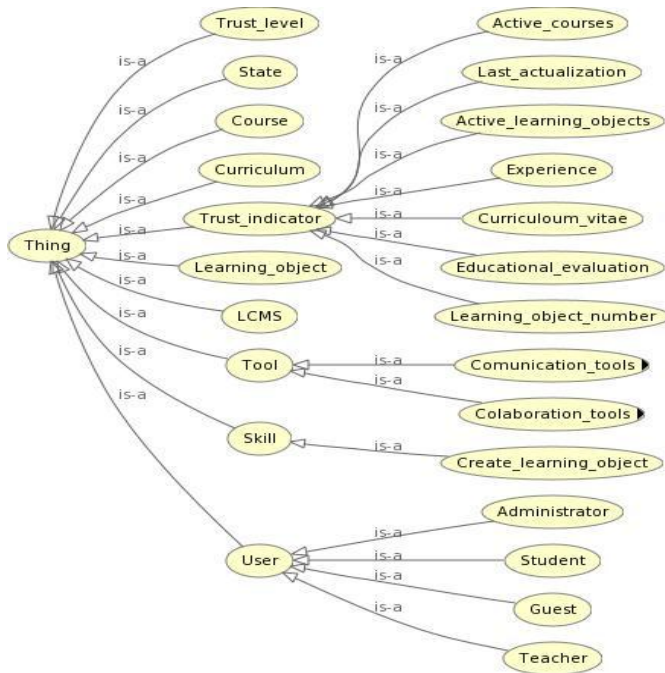 Trust_level
Active_courses
is-a
is-a
State
Last_actualization
is-a
is-a
Course
Active_learning_objects
is-a
is-a
Curriculum
Experience
is-a
is-a
Trust_indicator
Curriculoum_vitae
is-a
is-a
Thing
Learning_object
Educational_evaluation
is-a
is-a
LCMS
Learning_object_number
is-a
is-a
Tool
Comunication_tools
is-a
is-a
Colaboration_tools
is-a
Skill
Create_learning_object
is-a
is-a
Administrator
is-a
User
Student
is-a
is-a
Guest
is-a
Teacher